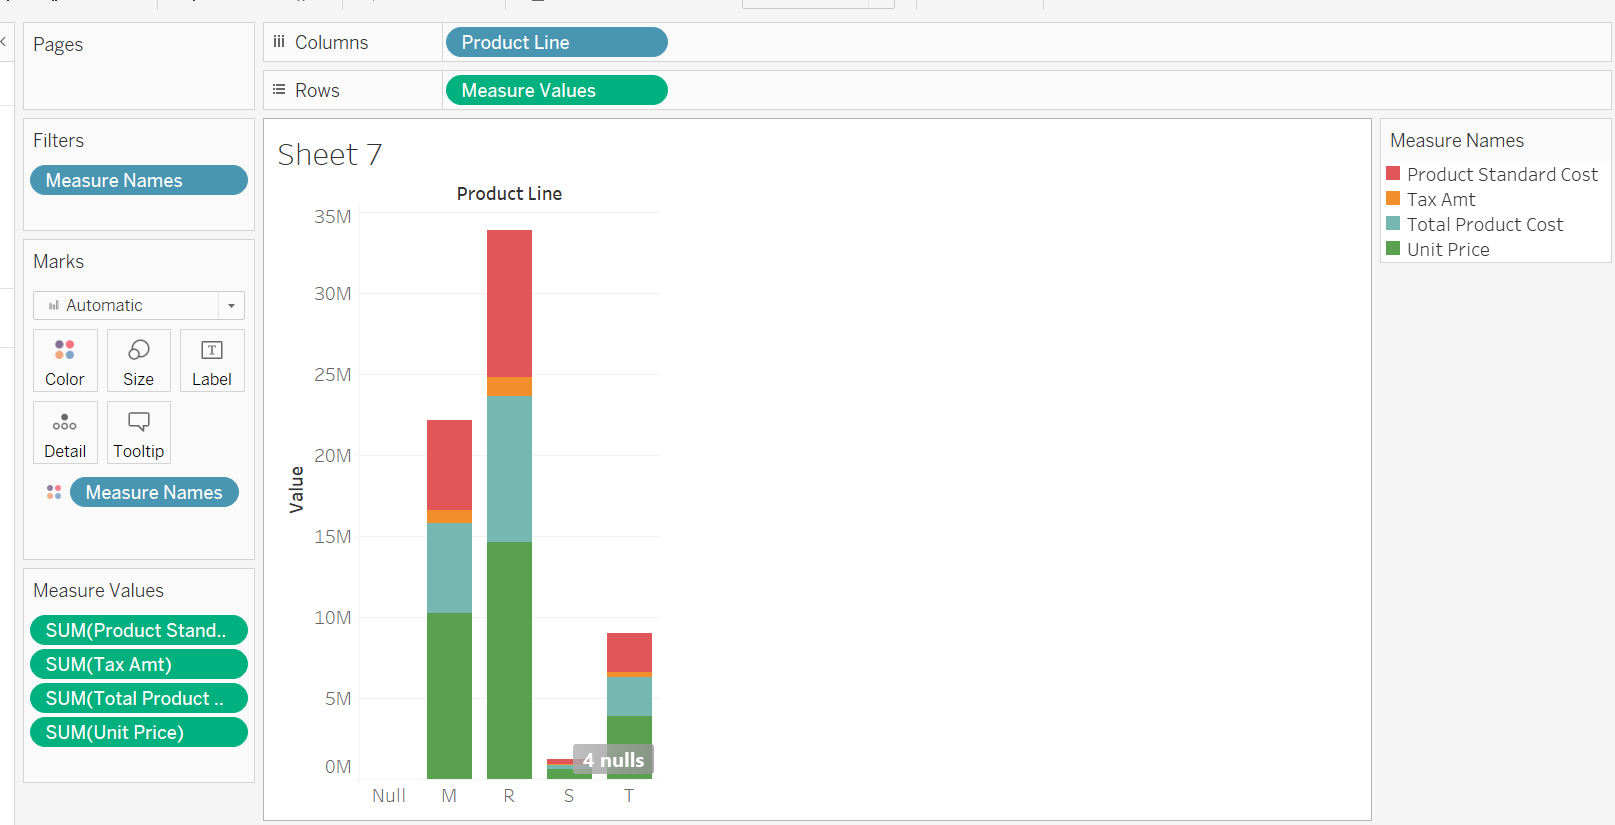 Pages
Columns
Product Line
Rows
Measure Values
Filters
Measure Names
Marks
Automatic
Color
Size
Label
Detail
Tooltip
Measure Names
Measure Values
SUM(Product Stand..
SUM(Tax Amt)
SUM(Total Product ..
SUM(Unit Price)
Sheet 7
Product Line
Value
35M
30M
25M
20M
15M
10M
5M
0M
4 nulls
Null M R S T
Measure Names
Product Standard Cost
Tax Amt
Total Product Cost
Unit Price